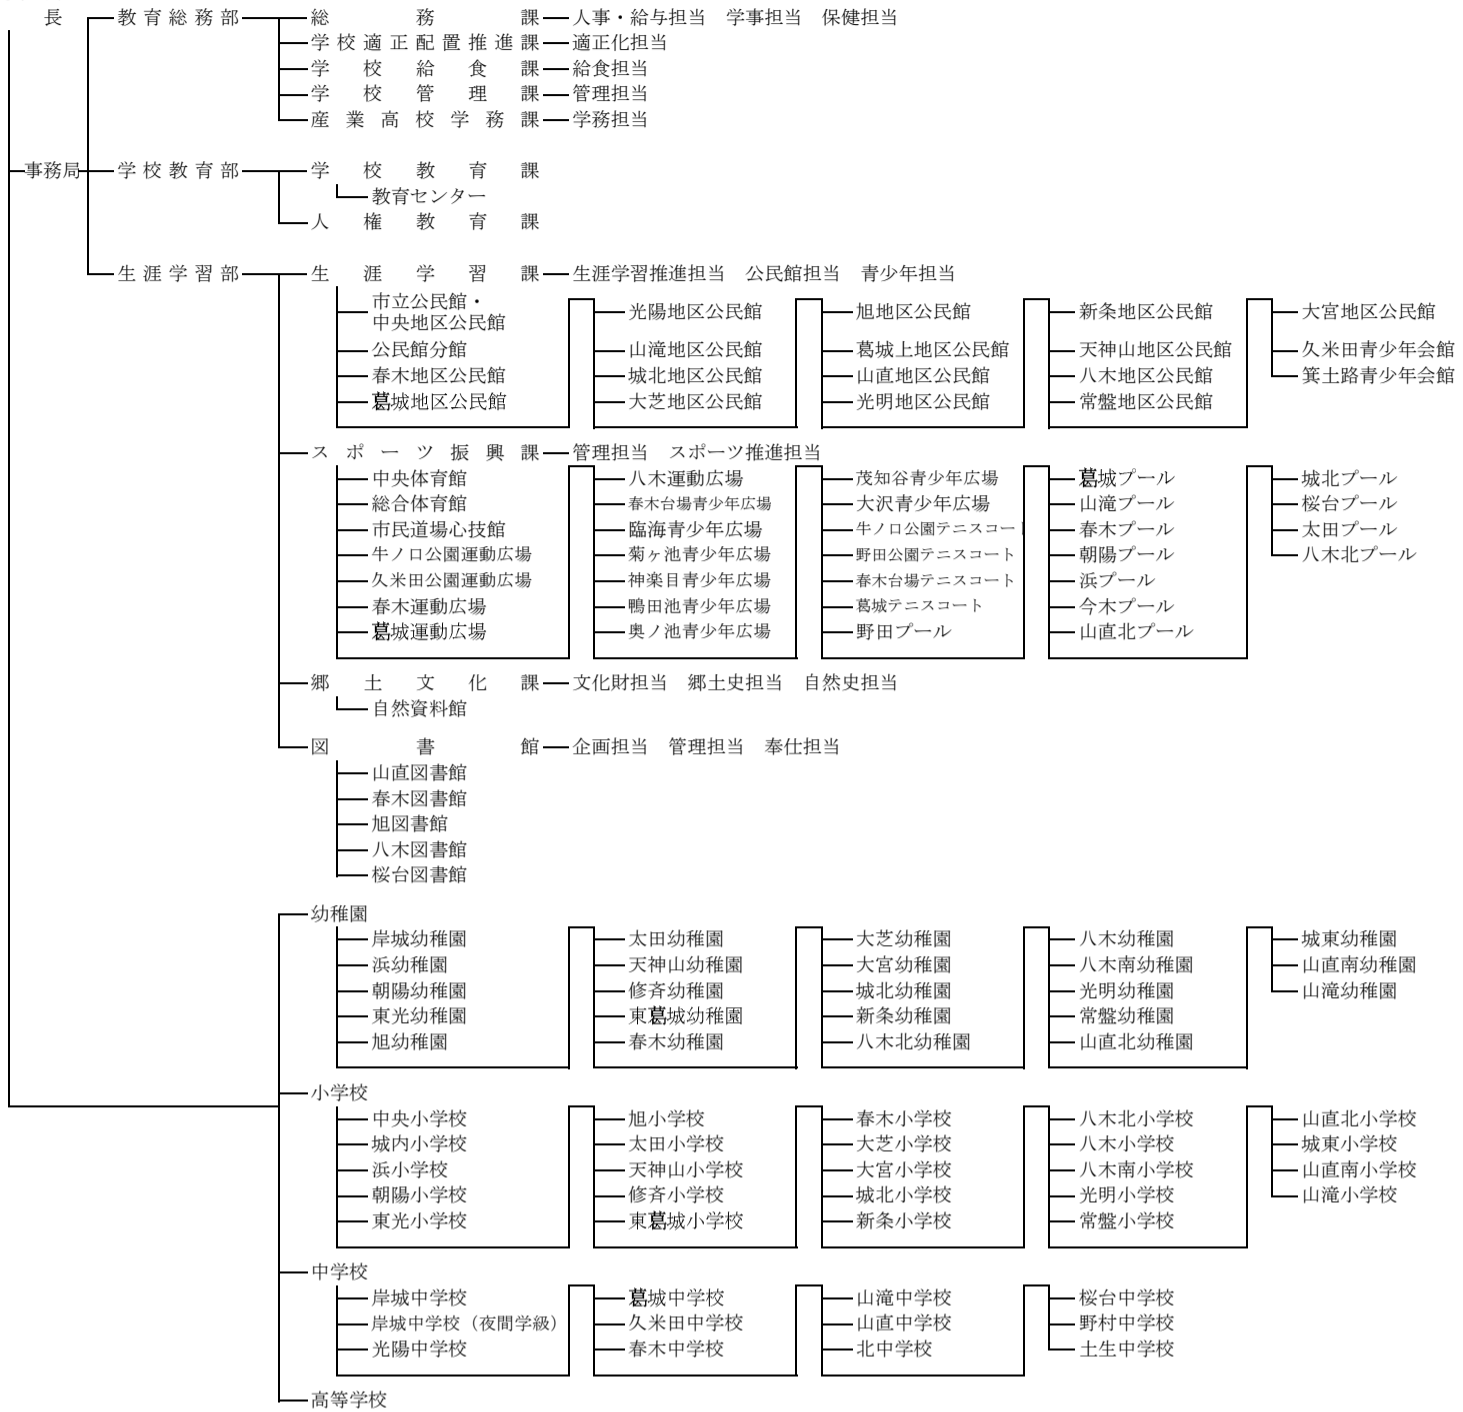 長 教育総務部 総務課 人事・給与担当 学事担当 保健担当
学校適正配置推進課 適正化担当
学校給食課 給食担当
学校管理課 管理担当
産業高校学務課 学務担当
事務局 学校教育部 学校教育課
教育センター
人権教育課
生涯学習部 生涯学習課 生涯学習推進担当 公民館担当 青少年担当
市立公民館・
中央地区公民館 光陽地区公民館 旭地区公民館 新条地区公民館 大宮地区公民館
公民館分館 山滝地区公民館 葛城上地区公民館 天神山地区公民館 久米田青少年会館
春木地区公民館 城北地区公民館 山直地区公民館 八木地区公民館 箕土路青少年会館
葛城地区公民館 大芝地区公民館 光明地区公民館 常盤地区公民館
スポーツ振興課 管理担当 スポーツ推進担当
中央体育館 八木運動広場 茂知谷青少年広場 葛城プール 城北プール
総合体育館 春木台場青少年広場 大沢青少年広場 山滝プール 桜台プール
市民道場心技館 臨海青少年広場 牛ノ口公園テニスコート 春木プール 太田プール
牛ノ口公園運動広場 菊ヶ池青少年広場 野田公園テニスコート 朝陽プール 八木北プール
久米田公園運動広場 神楽目青少年広場 春木台場テニスコート 浜プール
春木運動広場 鴨田池青少年広場 葛城テニスコート 今木プール
葛城運動広場 奥ノ池青少年広場 野田プール 山直北プール
郷土文化課 文化財担当 郷土史担当 自然史担当
自然資料館
図書館 企画担当 管理担当 奉仕担当
山直図書館
春木図書館
旭図書館
八木図書館
桜台図書館
幼稚園
岸城幼稚園 太田幼稚園 大芝幼稚園 八木幼稚園 城東幼稚園
浜幼稚園 天神山幼稚園 大宮幼稚園 八木南幼稚園 山直南幼稚園
朝陽幼稚園 修斉幼稚園 城北幼稚園 光明幼稚園 山滝幼稚園
東光幼稚園 東葛城幼稚園 新条幼稚園 常盤幼稚園
旭幼稚園 春木幼稚園 八木北幼稚園 山直北幼稚園
小学校
中央小学校 旭小学校 春木小学校 八木北小学校 山直北小学校
城内小学校 太田小学校 大芝小学校 八木小学校 城東小学校
浜小学校 天神山小学校 大宮小学校 八木南小学校 山直南小学校
朝陽小学校 修斉小学校 城北小学校 光明小学校 山滝小学校
東光小学校 東葛城小学校 新条小学校 常盤小学校
中学校
岸城中学校 葛城中学校 山滝中学校 桜台中学校
岸城中学校（夜間学級） 久米田中学校 山直中学校 野村中学校
光陽中学校 春木中学校 北中学校 土生中学校
高等学校